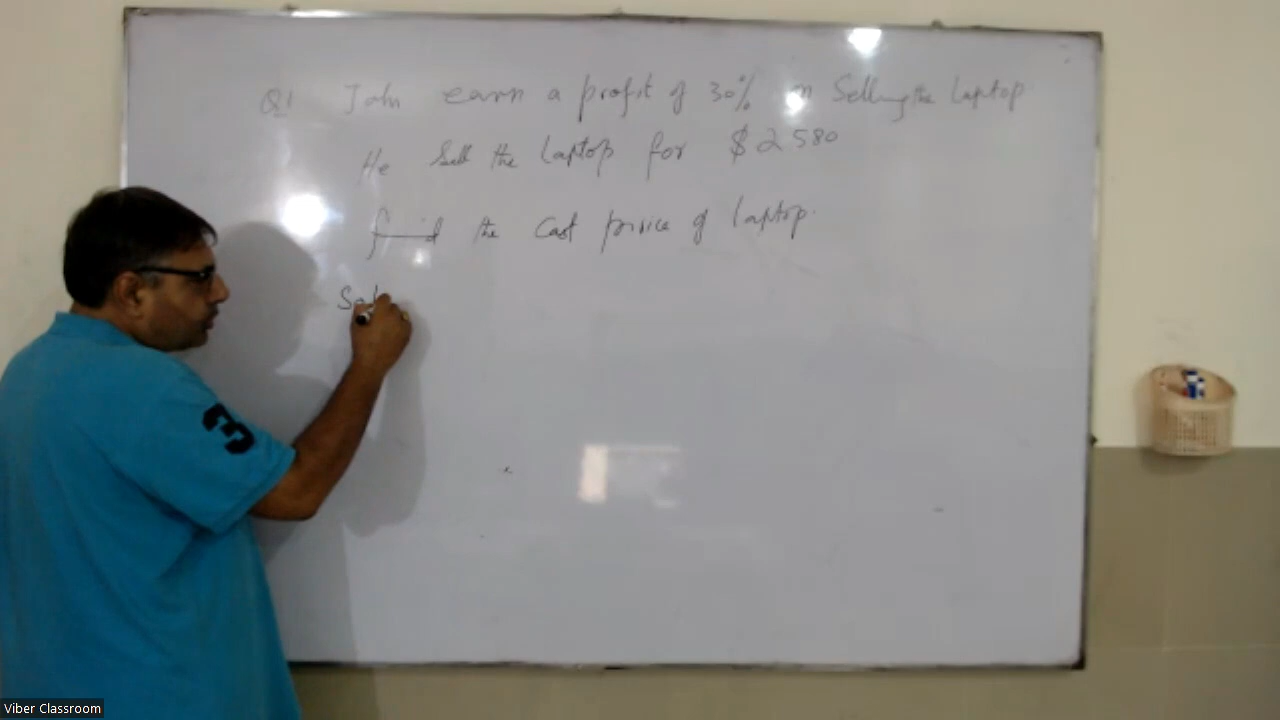 Q1 John earn a profit of 30% on Selling the Laptop
He Sell the Laptop for $2580
find the Cost price of laptop.
Sol
3
Viber Classroom